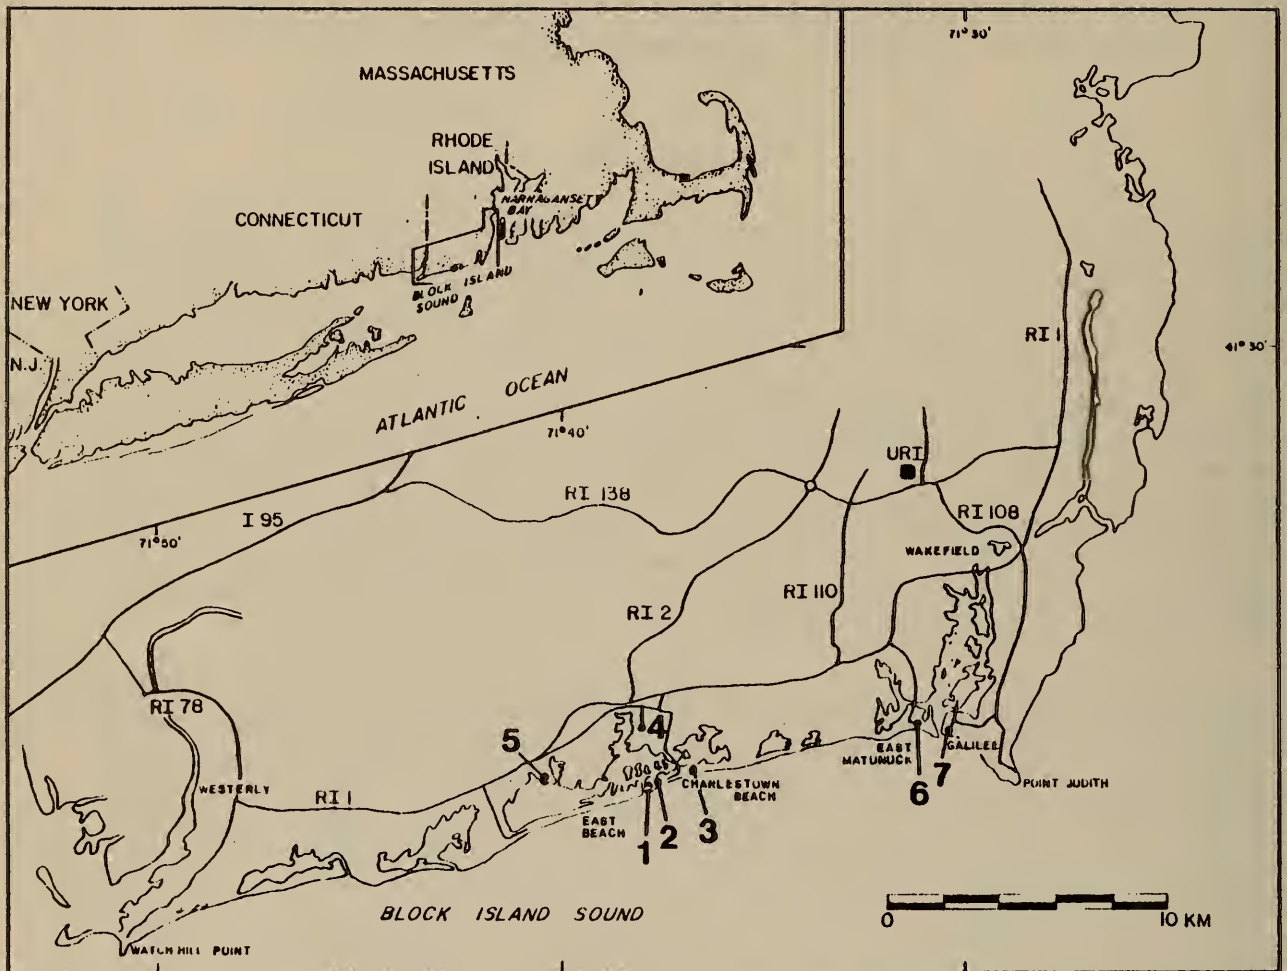 71° 30'
MASSACHUSETTS
RHODE
ISLAND
NARRAGANSETT
BAY
CONNECTICUT
BLOCK ISLAND
SOUND
NEW YORK
N.J.
RI 1
41° 30'
ATLANTIC OCEAN
71° 40'
URI
RI 138
I 95
RI 108
71° 50'
WAKEFIELD
RI 110
RI 2
RI 78
4
5
EAST
MATUNUCK
GALILEE
7
CHARLESTOWN
BEACH
POINT JUDITH
WESTERLY
RI 1
6
EAST
BEACH
1
2
3
BLOCK ISLAND SOUND
0
10 KM
WATCH HILL POINT